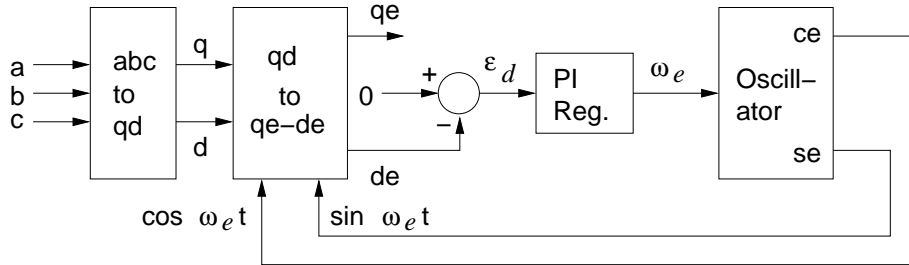 a
b
c
abc
to
qd
q
d
qd
to
qe−de
qe
0
de
+
−
ε d
PI
Reg.
ω e
Oscill−
ator
ce
se
cos ω e t
sin ω e t